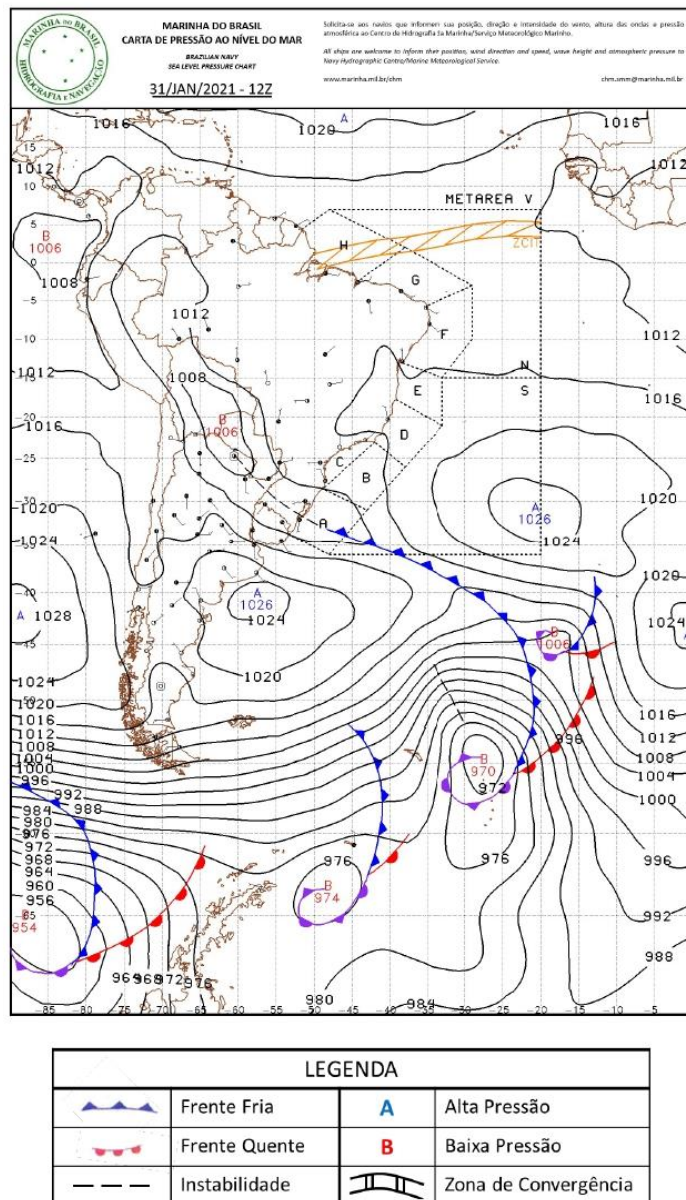 MARINHA DO BRASIL
HIDROGRAFIA E NAVEGAÇÃO
MARINHA DO BRASIL
CARTA DE PRESSÃO AO NÍVEL DO MAR
BRAZILIAN NAVY
SEA LEVEL PRESSURE CHART
31/JAN/2021 - 12Z
Solicita-se aos navios que informem sua posição, direção e intensidade do vento, altura das ondas e pressão
atmosférica ao Centro de Hidrografia da Marinha/Serviço Meteorológico Marinho.
All ships are welcome to inform their position, wind direction and speed, wave height and atmospheric pressure to
Navy Hydrographic Centre/Marine Meteorological Service.
www.marinha.mil.br/chm
chm.smm@marinha.mil.br
1016 1020 A 1016
15
1012 1012
10
METAREA V
5
B
1006
H
ZCIT
0
1008
G
-5
1012
F
1012
-10
1008
1012
N
-15
E
S
1016
1016
B
1006
-20
D
C
-25
B
1020
-30
1020
A
A
1026
1024
1024
1020
-40
A
1028
A
1026
1024
1024
A
B
1006
-45
1024
1020
1020
1016
1012
1008
1004
1000
996
1016
1012
1008
1004
1000
996
B
970
972
992
988
984
980
976
972
968
964
960
956
976
976
996
B
974
B
954
-65
992
988
964 968 972 976
980
984
-85 -80 -75 -70 -65 -60 -55 -50 -45 -40 -35 -30 -25 -20 -15 -10 -5
LEGENDA
Frente Fria A Alta Pressão
Frente Quente B Baixa Pressão
Instabilidade Zona de Convergência